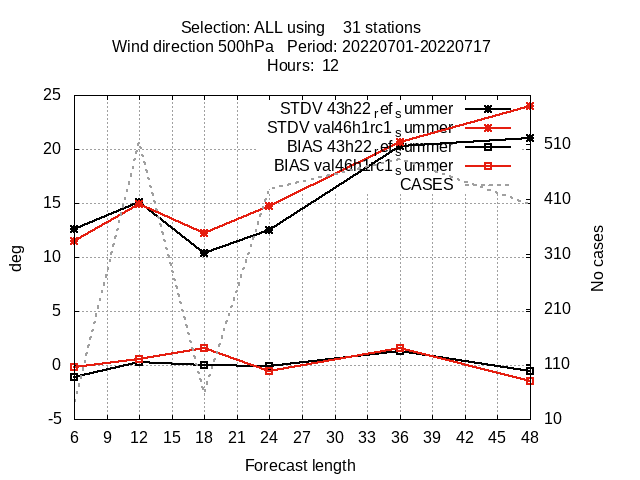 Selection: ALL using    31 stations
Wind direction 500hPa   Period: 20220701-20220717
Hours:  12
STDV 43h22_ref_summer
STDV val46h1rc1_summer
BIAS 43h22_ref_summer
BIAS val46h1rc1_summer
CASES
25
20
15
10
5
0
-5
deg
510
410
310
210
110
10
No cases
6 9 12 15 18 21 24 27 30 33 36 39 42 45 48
Forecast length